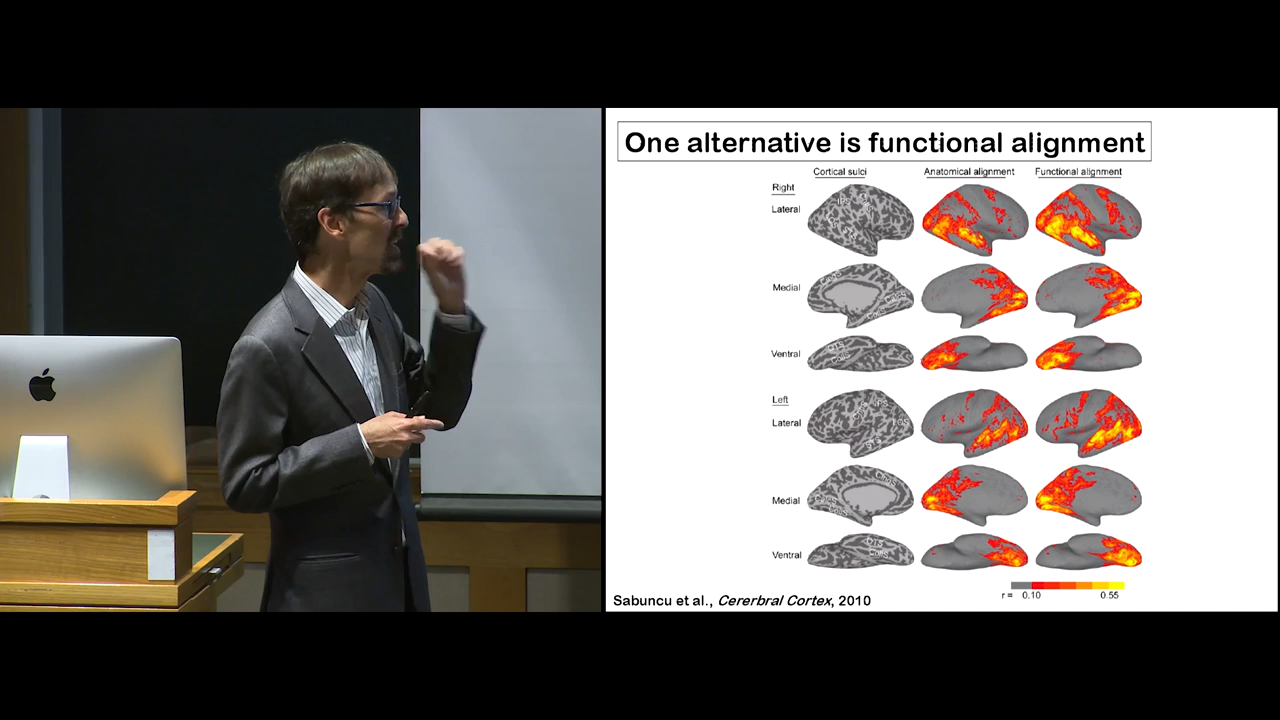 One alternative is functional alignment
Cortical sulci
Anatomical alignment
Functional alignment
Right
Lateral
Medial
Ventral
Left
Lateral
Medial
Ventral
r = 0.10 0.55
Sabuncu et al., Cererbral Cortex, 2010